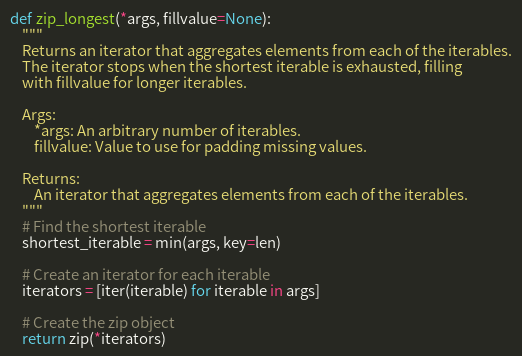 def zip_longest(*args, fillvalue=None):
"""
Returns an iterator that aggregates elements from each of the iterables.
The iterator stops when the shortest iterable is exhausted, filling
with fillvalue for longer iterables.
Args:
*args: An arbitrary number of iterables.
fillvalue: Value to use for padding missing values.
Returns:
An iterator that aggregates elements from each of the iterables.
"""
# Find the shortest iterable
shortest_iterable = min(args, key=len)
# Create an iterator for each iterable
iterators = [iter(iterable) for iterable in args]
# Create the zip object
return zip(*iterators)